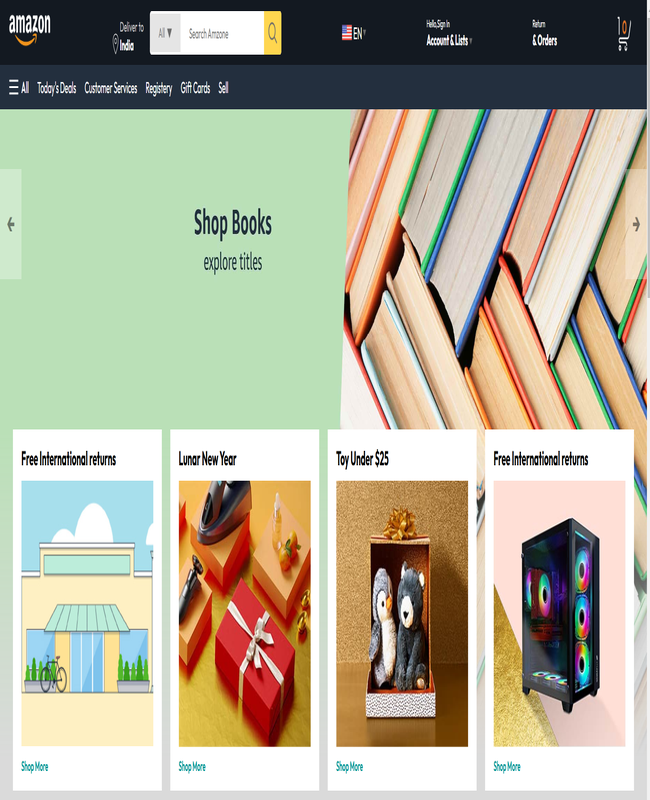 amazon
Deliver to
India
All ▼
Search Amzone
EN
Hello,Sign In
Account & Lists
Return
& Orders
0
All
Today's Deals
Customer Services
Registery
Gift Cards
Sell
Shop Books
explore titles
Free International returns
Lunar New Year
Toy Under $25
Free International returns
Shop More
Shop More
Shop More
Shop More